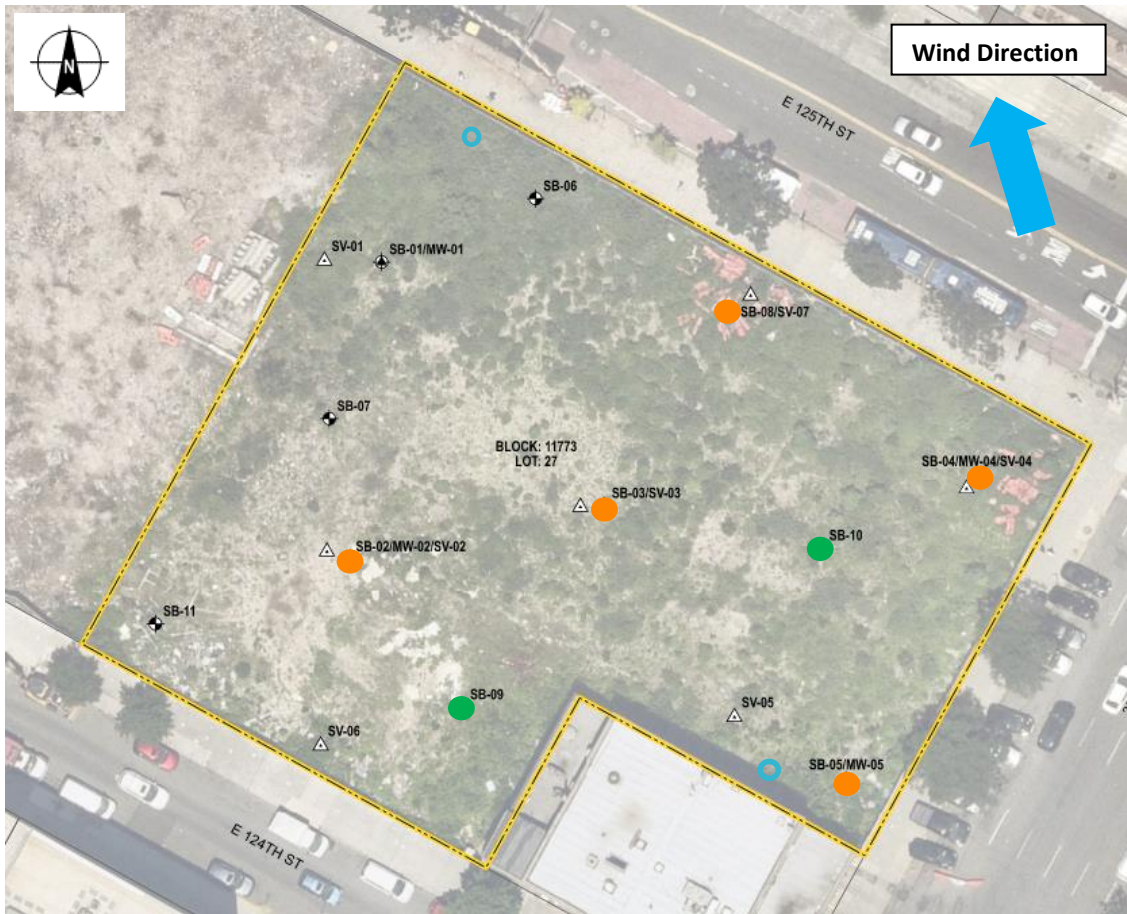 N
Wind Direction
E 125TH ST
SB-06
SV-01
SB-01/MW-01
SB-08/SV-07
SB-07
BLOCK: 11773
LOT: 27
SB-04/MW-04/SV-04
SB-03/SV-03
SB-10
SB-02/MW-02/SV-02
SB-11
SB-09
SV-05
SV-06
SB-05/MW-05
E 124TH ST